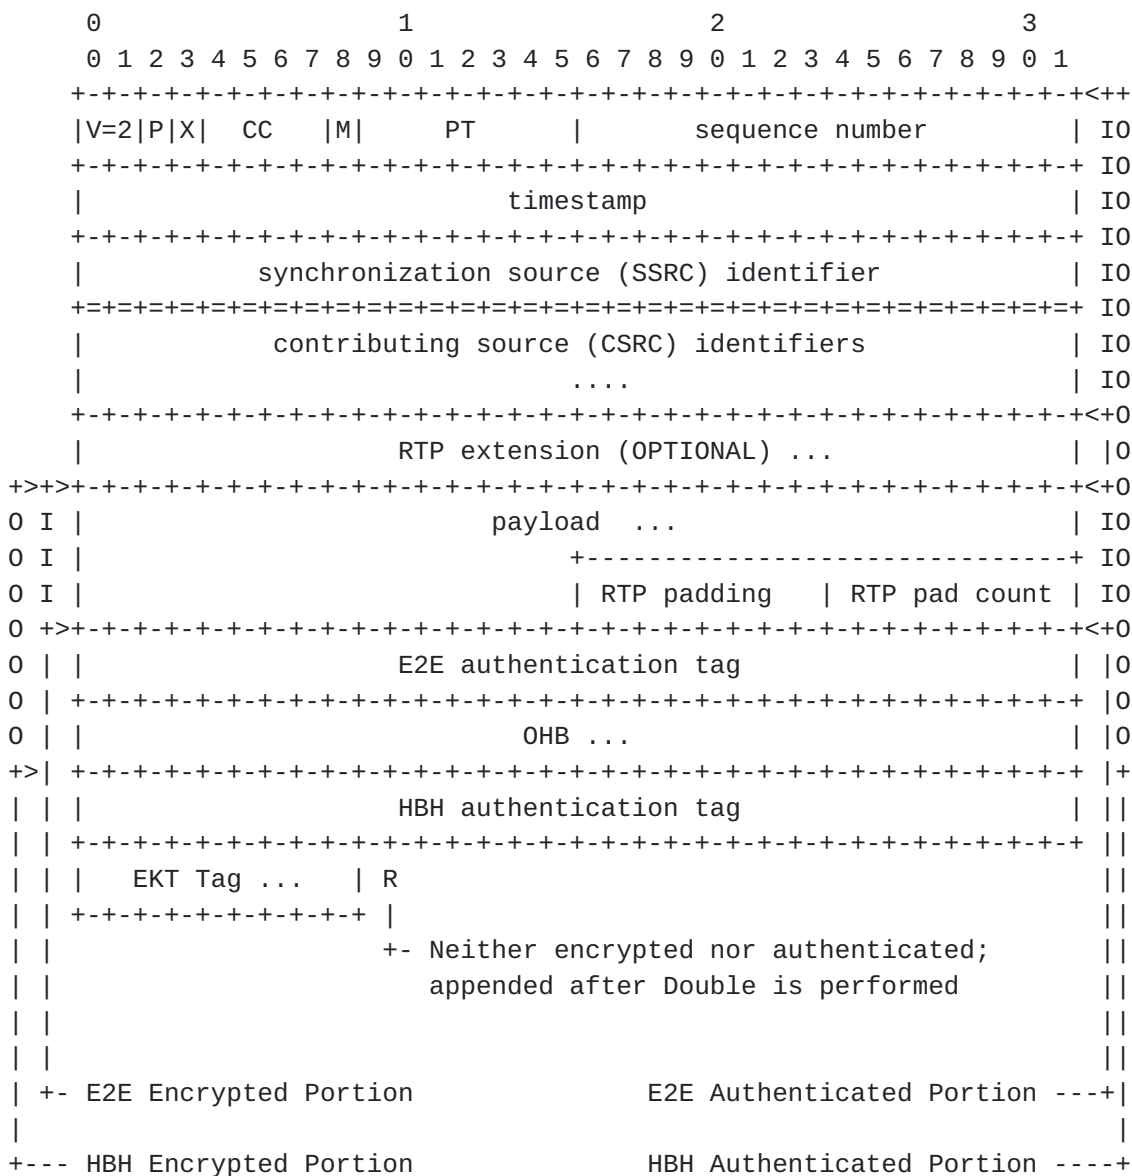 0                   1                   2                   3
      0 1 2 3 4 5 6 7 8 9 0 1 2 3 4 5 6 7 8 9 0 1 2 3 4 5 6 7 8 9 0 1
     +-+-+-+-+-+-+-+-+-+-+-+-+-+-+-+-+-+-+-+-+-+-+-+-+-+-+-+-+-+-+-+-+<++
     |V=2|P|X|  CC   |M|     PT      |       sequence number         | IO
     +-+-+-+-+-+-+-+-+-+-+-+-+-+-+-+-+-+-+-+-+-+-+-+-+-+-+-+-+-+-+-+-+ IO
     |                           timestamp                           | IO
     +-+-+-+-+-+-+-+-+-+-+-+-+-+-+-+-+-+-+-+-+-+-+-+-+-+-+-+-+-+-+-+-+ IO
     |           synchronization source (SSRC) identifier            | IO
     +=+=+=+=+=+=+=+=+=+=+=+=+=+=+=+=+=+=+=+=+=+=+=+=+=+=+=+=+=+=+=+=+ IO
     |            contributing source (CSRC) identifiers             | IO
     |                               ....                            | IO
     +-+-+-+-+-+-+-+-+-+-+-+-+-+-+-+-+-+-+-+-+-+-+-+-+-+-+-+-+-+-+-+-+<+O
     |                    RTP extension (OPTIONAL) ...               | |O
 +>+>+-+-+-+-+-+-+-+-+-+-+-+-+-+-+-+-+-+-+-+-+-+-+-+-+-+-+-+-+-+-+-+-+<+O
 O I |                          payload  ...                         | IO
 O I |                               +-------------------------------+ IO
 O I |                               | RTP padding   | RTP pad count | IO
 O +>+-+-+-+-+-+-+-+-+-+-+-+-+-+-+-+-+-+-+-+-+-+-+-+-+-+-+-+-+-+-+-+-+<+O
 O | |                    E2E authentication tag                     | |O
 O | +-+-+-+-+-+-+-+-+-+-+-+-+-+-+-+-+-+-+-+-+-+-+-+-+-+-+-+-+-+-+-+-+ |O
 O | |                            OHB ...                            | |O
 +>| +-+-+-+-+-+-+-+-+-+-+-+-+-+-+-+-+-+-+-+-+-+-+-+-+-+-+-+-+-+-+-+-+ |+
 | | |                    HBH authentication tag                     | ||
 | | +-+-+-+-+-+-+-+-+-+-+-+-+-+-+-+-+-+-+-+-+-+-+-+-+-+-+-+-+-+-+-+-+ ||
 | | |   EKT Tag ...   | R                                             ||
 | | +-+-+-+-+-+-+-+-+-+ |                                             ||
 | |                     +- Neither encrypted nor authenticated;       ||
 | |                        appended after Double is performed         ||
 | |                                                                   ||
 | |                                                                   ||
 | +- E2E Encrypted Portion               E2E Authenticated Portion ---+|
 |                                                                      |
 +--- HBH Encrypted Portion               HBH Authenticated Portion ----+